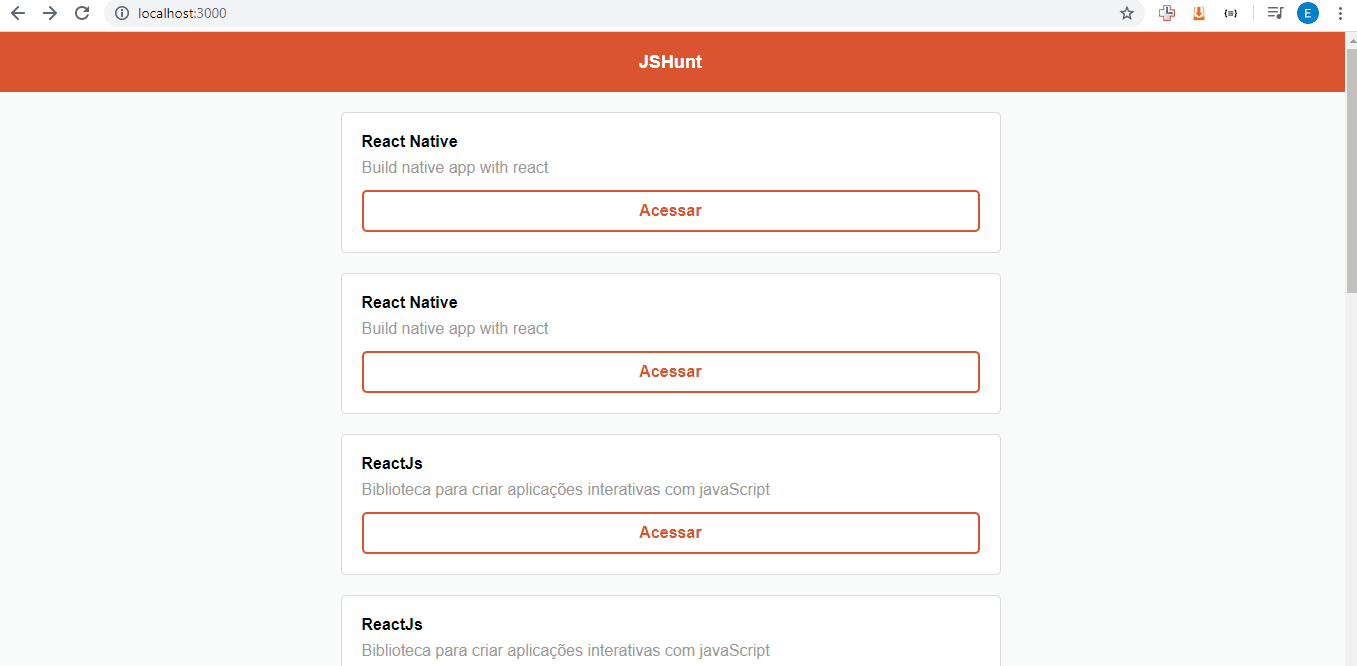 localhost:3000
E
JSHunt
React Native
Build native app with react
Acessar
React Native
Build native app with react
Acessar
ReactJs
Biblioteca para criar aplicações interativas com javaScript
Acessar
ReactJs
Biblioteca para criar aplicações interativas com javaScript